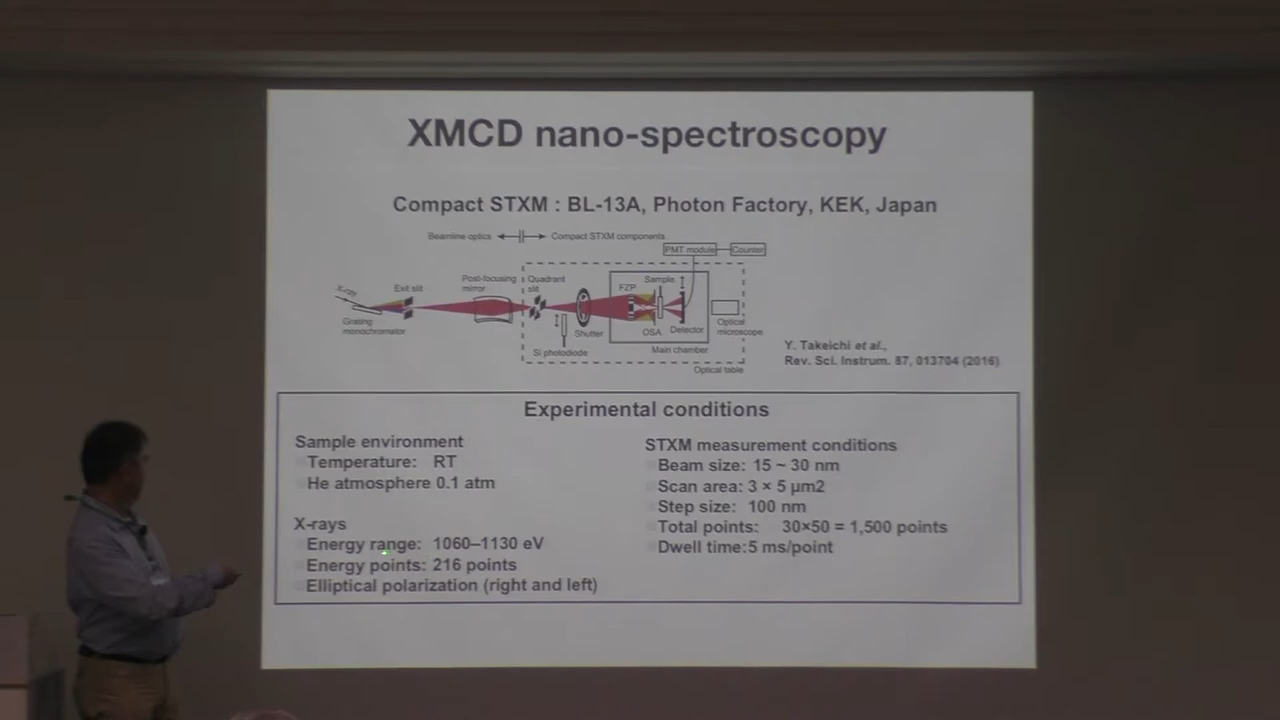 XMCD nano-spectroscopy
Compact STXM : BL-13A, Photon Factory, KEK, Japan
Beamline optics
Compact STXM components
PMT module
Counter
Post-focusing
mirror
Quadrant
slit
Sample
FZP
X-ray
Exit slit
Grating
monochromator
Shutter
OSA
Detector
Optical
microscope
Si photodiode
Main chamber
Optical table
Y. Takeichi et al.,
Rev. Sci. Instrum. 87, 013704 (2016)
Experimental conditions
Sample environment
Temperature: RT
He atmosphere 0.1 atm
X-rays
Energy range: 1060–1130 eV
Energy points: 216 points
Elliptical polarization (right and left)
STXM measurement conditions
Beam size: 15 ~ 30 nm
Scan area: 3 × 5 µm2
Step size: 100 nm
Total points: 30×50 = 1,500 points
Dwell time:5 ms/point